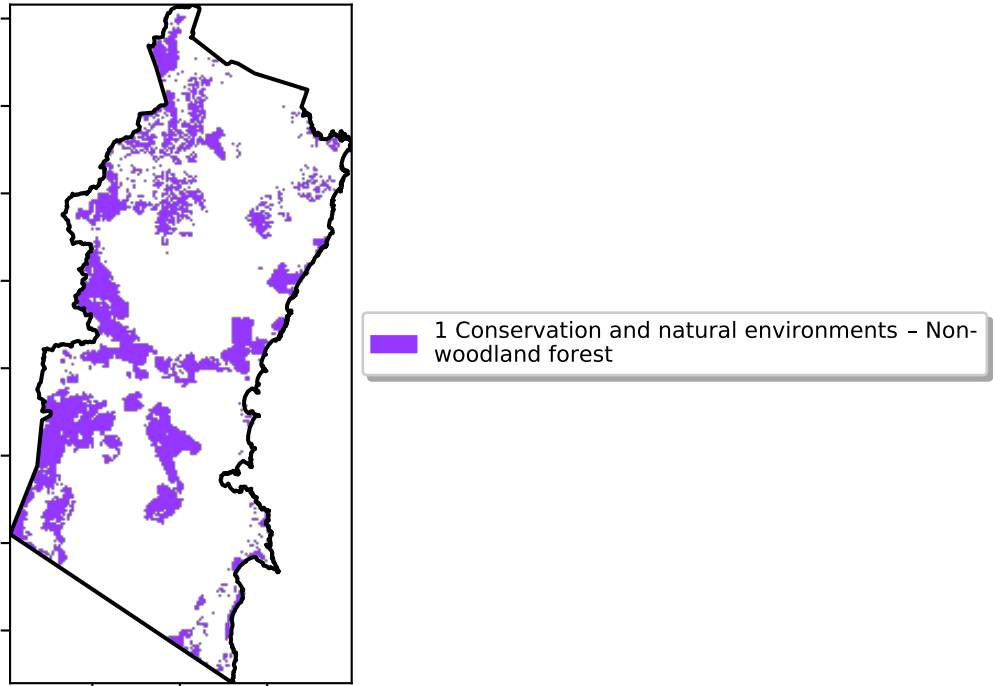 1 Conservation and natural environments – Non-
woodland forest